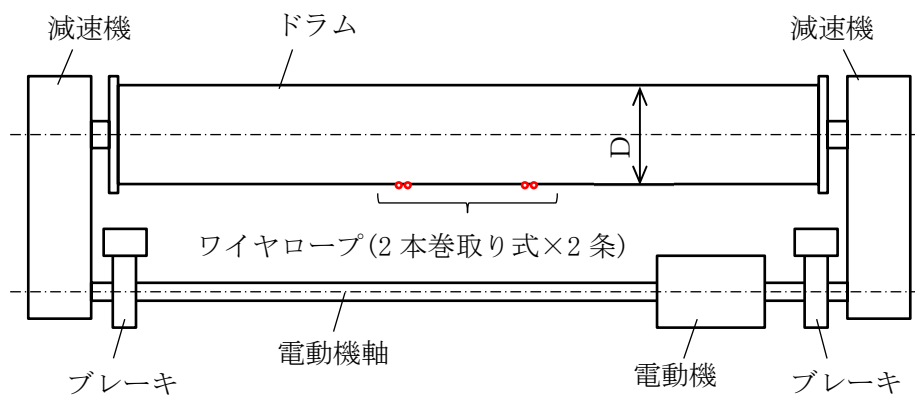 減速機
ドラム
減速機
D
ワイヤロープ(2本巻取り式×2条)
電動機軸
電動機
ブレーキ
ブレーキ